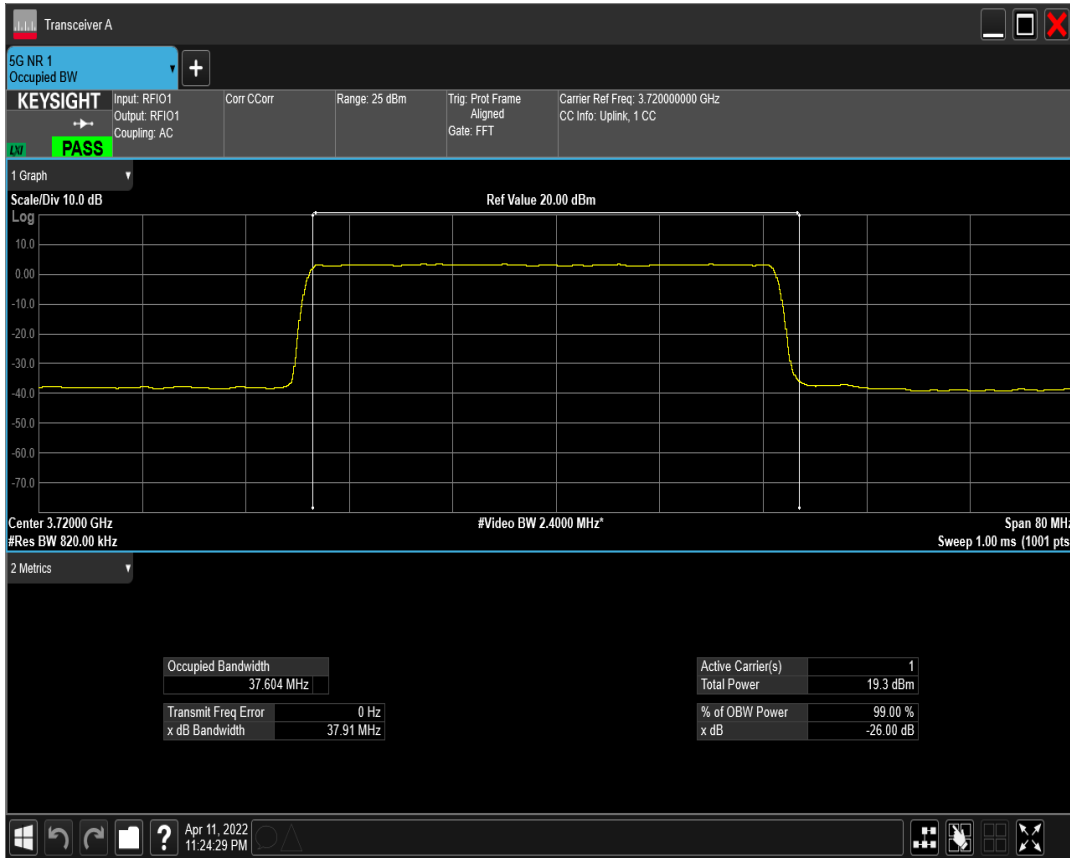 Transceiver A
5G NR 1
Occupied BW
KEYSIGHT
LXI
PASS
Input: RFIO1
Output: RFIO1
Coupling: AC
Corr CCorr
Range: 25 dBm
Trig: Prot Frame
Aligned
Gate: FFT
Carrier Ref Freq: 3.720000000 GHz
CC Info: Uplink, 1 CC
1 Graph
Scale/Div 10.0 dB
Ref Value 20.00 dBm
Log
10.0
0.00
-10.0
-20.0
-30.0
-40.0
-50.0
-60.0
-70.0
Center 3.72000 GHz
#Video BW 2.4000 MHz*
Span 80 MHz
#Res BW 820.00 kHz
Sweep 1.00 ms (1001 pts
2 Metrics
Occupied Bandwidth
37.604 MHz
Transmit Freq Error 0 Hz
x dB Bandwidth 37.91 MHz
Active Carrier(s) 1
Total Power 19.3 dBm
% of OBW Power 99.00 %
x dB -26.00 dB
?
Apr 11, 2022
11:24:29 PM